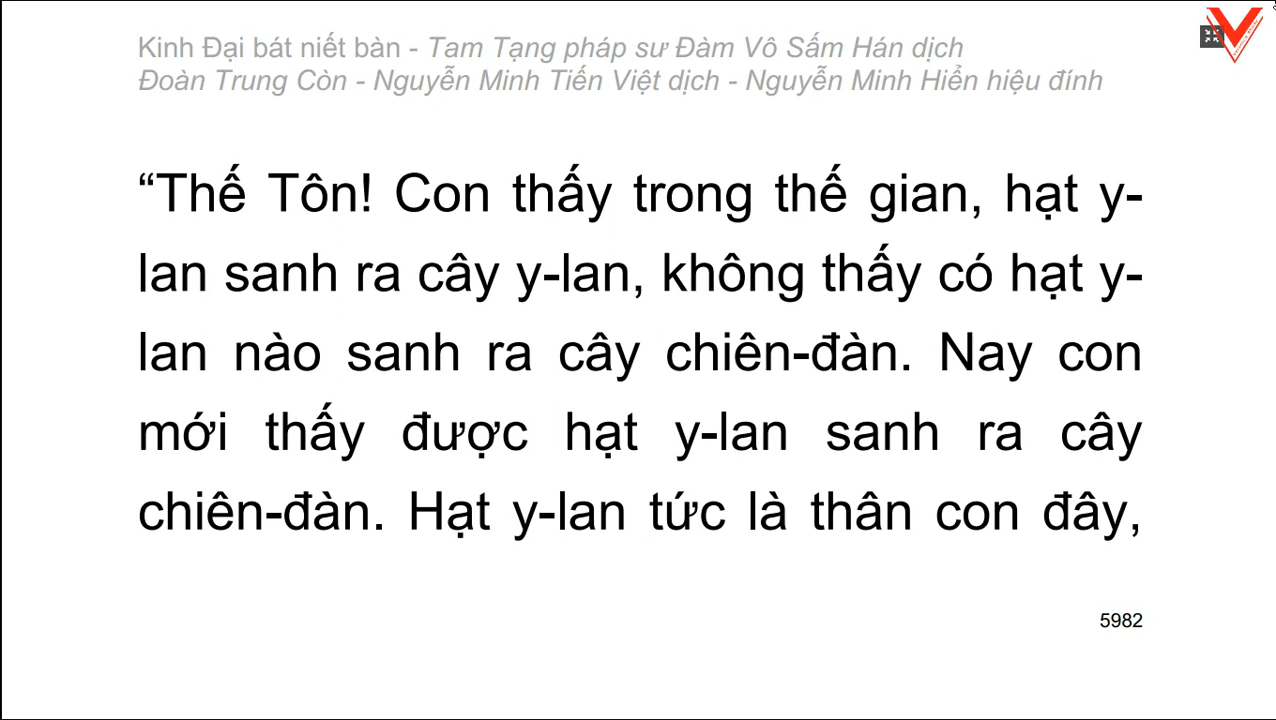 Kinh Đại bát niết bàn - Tam Tạng pháp sư Đàm Vô Sấm Hán dịch
Đoàn Trung Còn - Nguyễn Minh Tiến Việt dịch - Nguyễn Minh Hiển hiệu đính
“Thế Tôn! Con thấy trong thế gian, hạt y-
lan sanh ra cây y-lan, không thấy có hạt y-
lan nào sanh ra cây chiên-đàn. Nay con
mới thấy được hạt y-lan sanh ra cây
chiên-đàn. Hạt y-lan tức là thân con đây,
5982